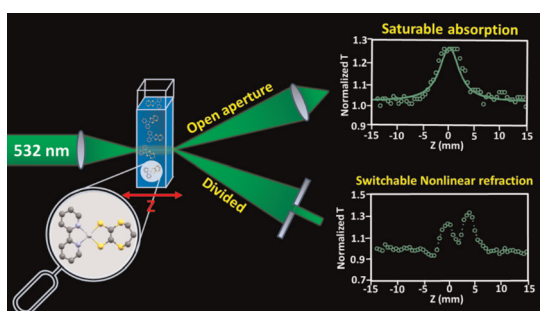 Saturable absorption
Normalized T
1.3
1.2
1.1
1.0
0.9
-15 -10 -5 0 5 10 15
Z (mm)
532 nm
Open aperture
Divided
Z
Switchable Nonlinear refraction
Normalized T
1.5
1.3
1.1
0.9
0.7
-15 -10 -5 0 5 10 15
Z (mm)